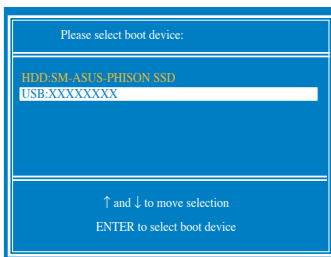 Please select boot device:
HDD:SM-ASUS-PHISON SSD
USB:XXXXXXXX
↑ and ↓ to move selection
ENTER to select boot device